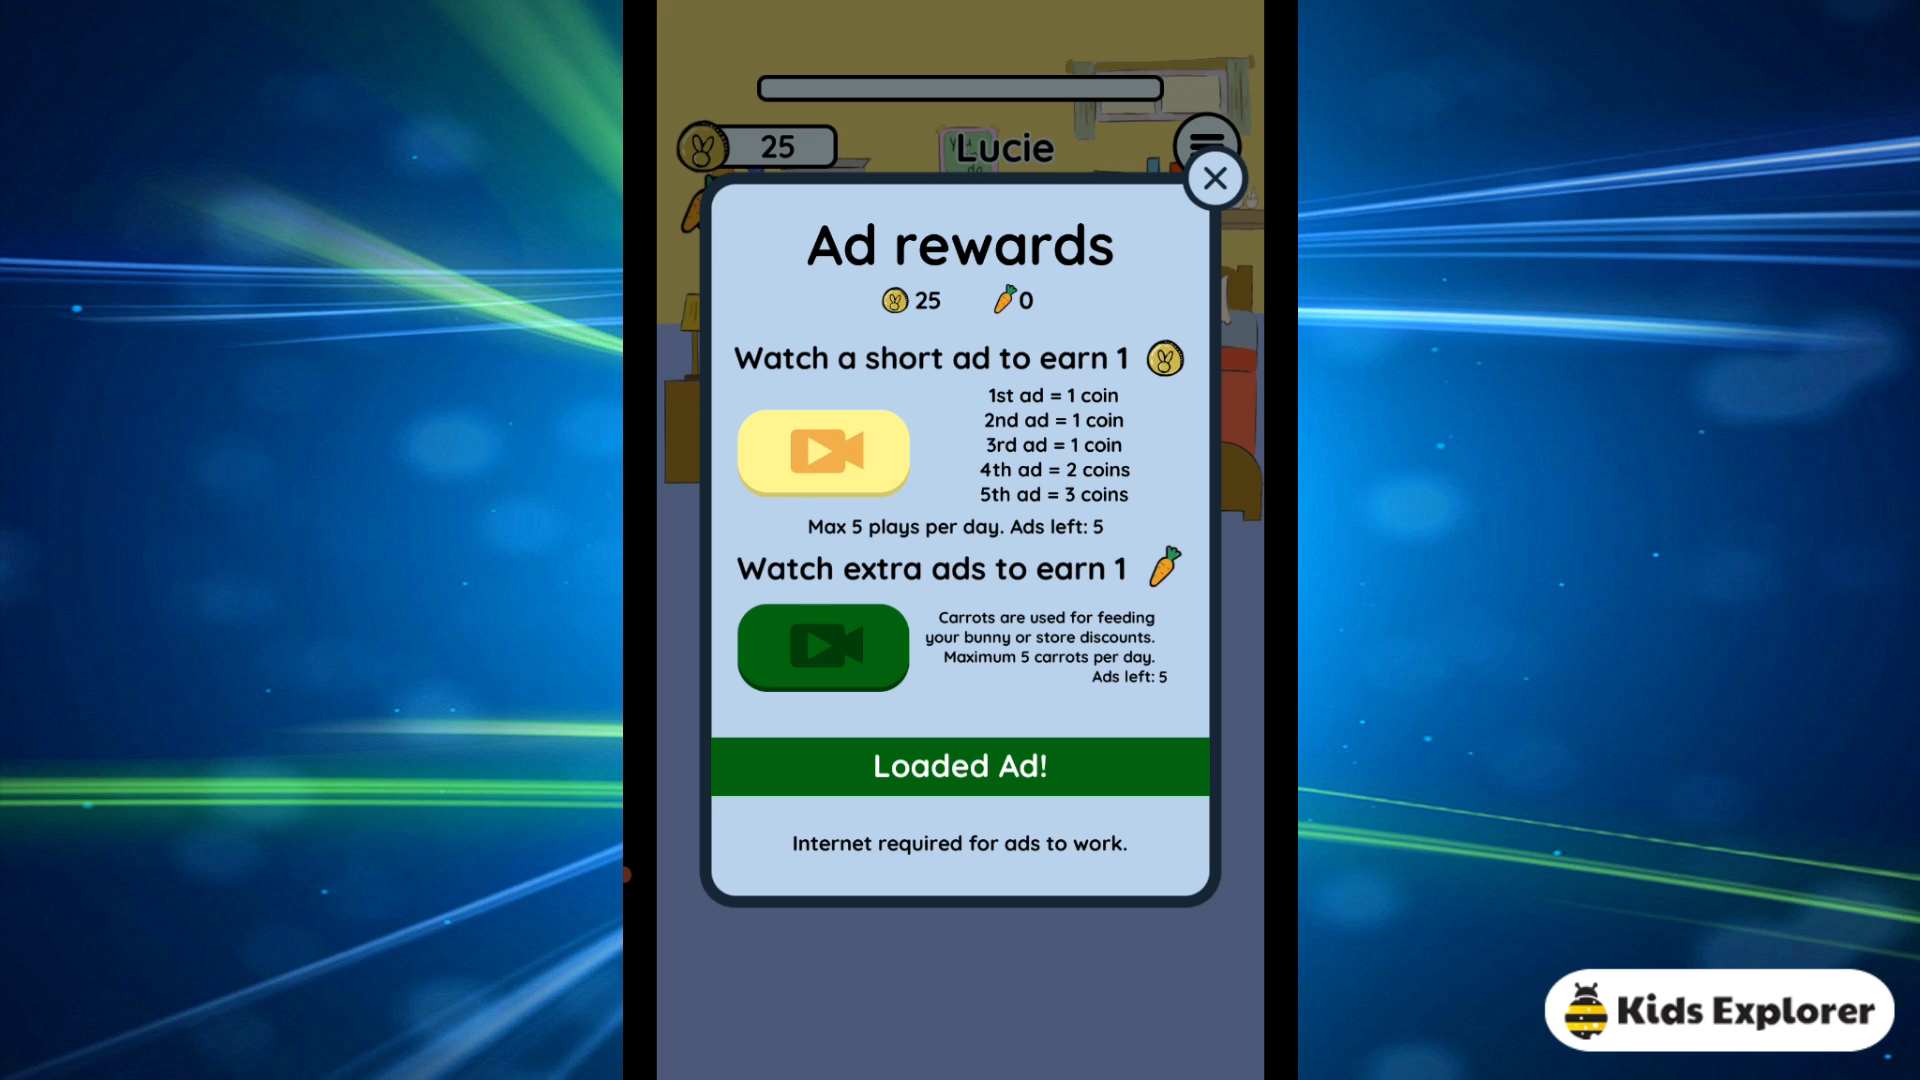 25
Lucie
Ad rewards
25
0
Watch a short ad to earn 1
1st ad = 1 coin
2nd ad = 1 coin
3rd ad = 1 coin
4th ad = 2 coins
5th ad = 3 coins
Max 5 plays per day. Ads left: 5
Watch extra ads to earn 1
Carrots are used for feeding
your bunny or store discounts.
Maximum 5 carrots per day.
Ads left: 5
Loaded Ad!
Internet required for ads to work.
Kids Explorer